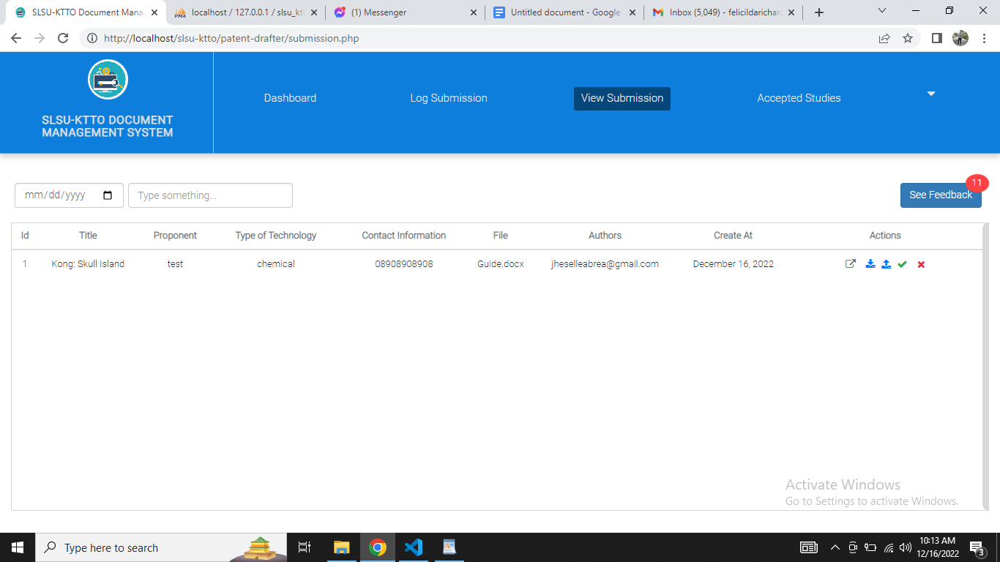 SLSU-KTTO Document Mana
localhost / 127.0.0.1 / slsu_kt
(1) Messenger
Untitled document - Google
Inbox (5,049) - felicildarichan
http://localhost/slsu-ktto/patent-drafter/submission.php
SLSU-KTTO DOCUMENT
MANAGEMENT SYSTEM
Dashboard
Log Submission
View Submission
Accepted Studies
mm/dd/yyyy
Type something...
See Feedback
11
Id Title Proponent Type of Technology Contact Information File Authors Create At Actions
1 Kong: Skull Island test chemical 08908908908 Guide.docx jheselleabrea@gmail.com December 16, 2022
Activate Windows
Go to Settings to activate Windows.
Type here to search
10:13 AM
12/16/2022
3